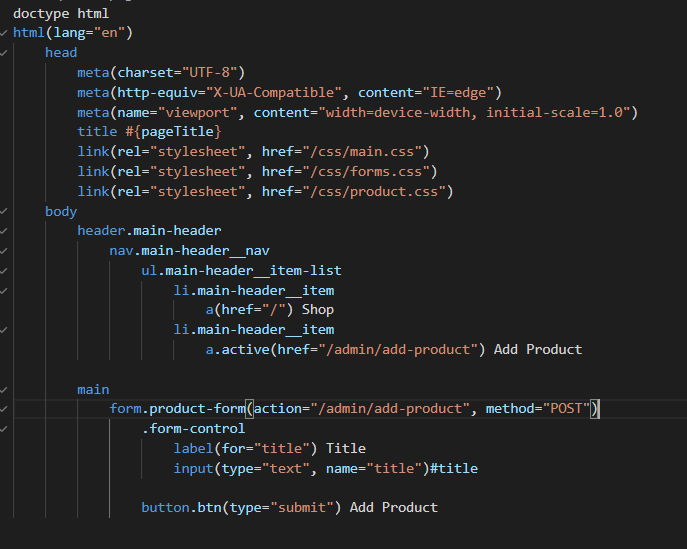 doctype html
html(lang="en")
head
meta(charset="UTF-8")
meta(http-equiv="X-UA-Compatible", content="IE=edge")
meta(name="viewport", content="width=device-width, initial-scale=1.0")
title #{pageTitle}
link(rel="stylesheet", href="/css/main.css")
link(rel="stylesheet", href="/css/forms.css")
link(rel="stylesheet", href="/css/product.css")
body
header.main-header
nav.main-header__nav
ul.main-header__item-list
li.main-header__item
a(href="/") Shop
li.main-header__item
a.active(href="/admin/add-product") Add Product
main
form.product-form(action="/admin/add-product", method="POST")
.form-control
label(for="title") Title
input(type="text", name="title")#title
button.btn(type="submit") Add Product